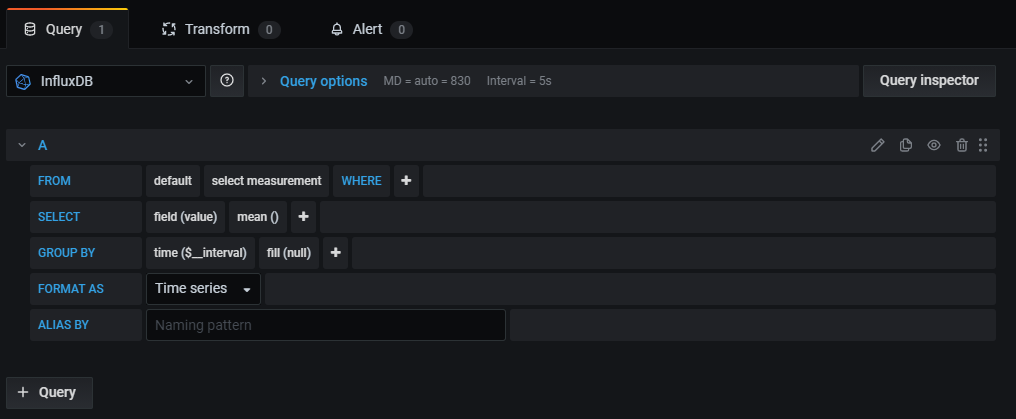 Query 1 Transform 0 Alert 0
InfluxDB Query options MD = auto = 830 Interval = 5s Query inspector
A
FROM default select measurement WHERE +
SELECT field (value) mean () +
GROUP BY time ($__interval) fill (null) +
FORMAT AS Time series
ALIAS BY Naming pattern
+ Query